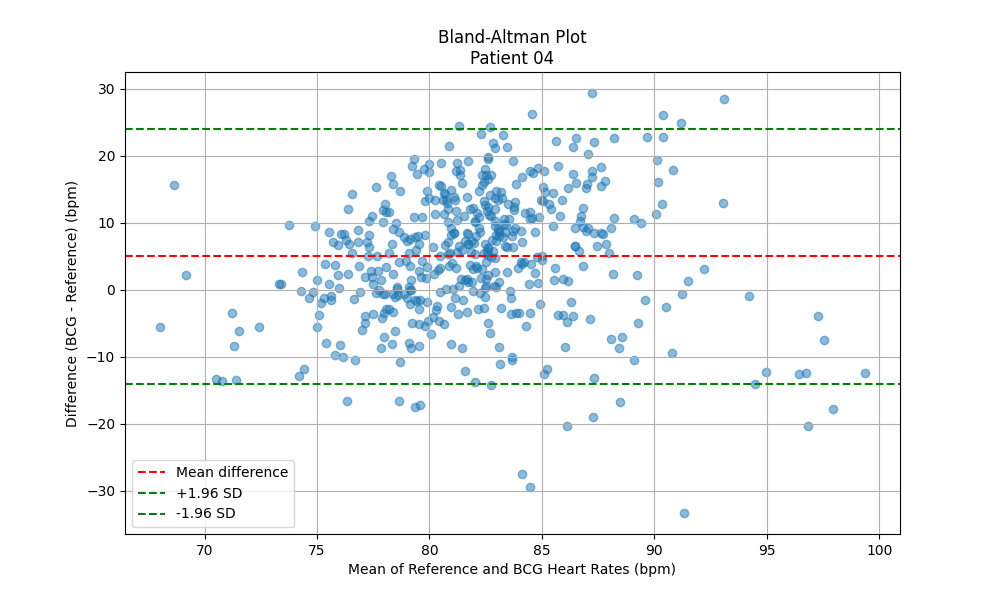 Bland-Altman Plot
Patient 04
Difference (BCG - Reference) (bpm)
30
20
10
0
−10
−20
−30
Mean difference
+1.96 SD
-1.96 SD
70 75 80 85 90 95 100
Mean of Reference and BCG Heart Rates (bpm)